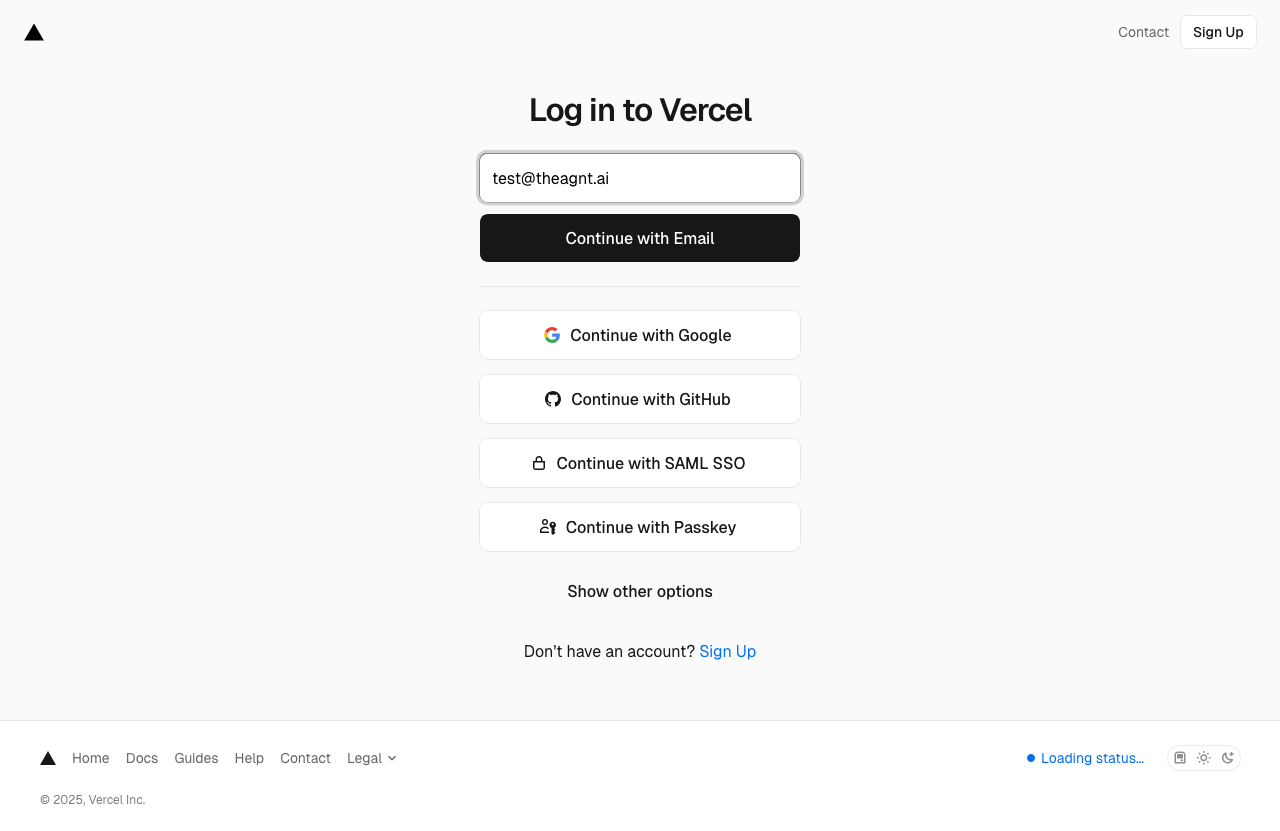 Contact
Sign Up
Log in to Vercel
test@theagnt.ai
Continue with Email
Continue with Google
Continue with GitHub
Continue with SAML SSO
Continue with Passkey
Show other options
Don't have an account? Sign Up
Home
Docs
Guides
Help
Contact
Legal
Loading status…
© 2025, Vercel Inc.